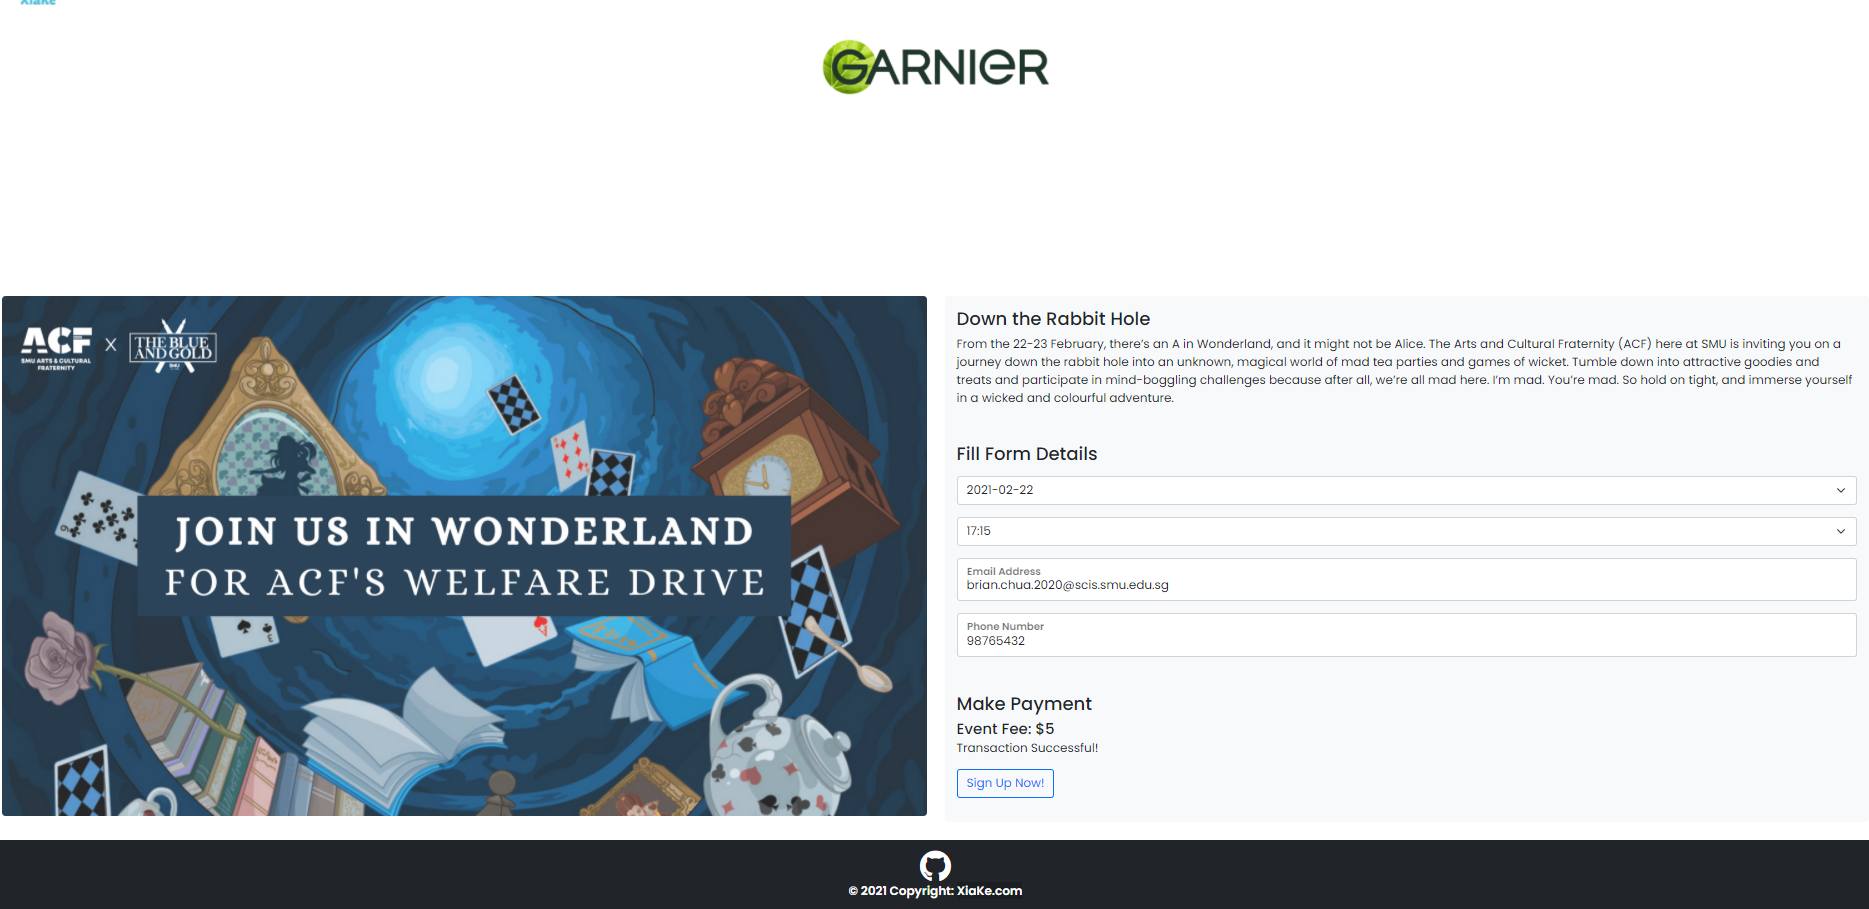 XiaKe
GARNIER
ACF
SMU ARTS & CULTURAL
FRATERNITY
X
THE BLUE
AND GOLD
SMU
JOIN US IN WONDERLAND
FOR ACF'S WELFARE DRIVE
Down the Rabbit Hole
From the 22-23 February, there's an A in Wonderland, and it might not be Alice. The Arts and Cultural Fraternity (ACF) here at SMU is inviting you on a
journey down the rabbit hole into an unknown, magical world of mad tea parties and games of wicket. Tumble down into attractive goodies and
treats and participate in mind-boggling challenges because after all, we're all mad here. I'm mad. You're mad. So hold on tight, and immerse yourself
in a wicked and colourful adventure.
Fill Form Details
2021-02-22
17:15
Email Address
brian.chua.2020@scis.smu.edu.sg
Phone Number
98765432
Make Payment
Event Fee: $5
Transaction Successful!
Sign Up Now!
© 2021 Copyright: XiaKe.com